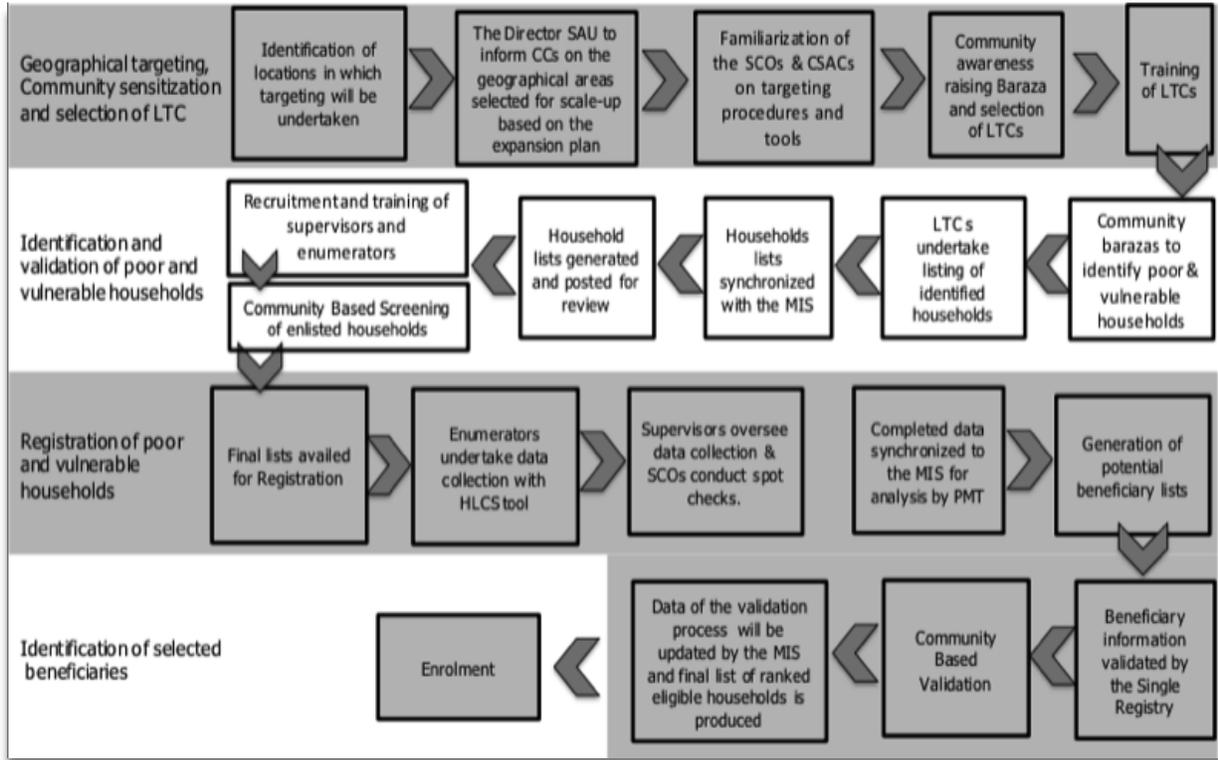 Geographical targeting,
Community sensitization
and selection of LTC
Identification of
locations in which
targeting will be
undertaken
The Director SAU to
inform CCs on the
geographical areas
selected for scale-up
based on the
expansion plan
Familiarization of
the SCOs & CSACs
on targeting
procedures and
tools
Community
awareness
raising Baraza
and selection
of LTCs
Training
of LTCs
Identification and
validation of poor and
vulnerable households
Recruitment and training of
supervisors and
enumerators
Community Based Screening
of enlisted households
Household
lists generated
and posted for
review
Households
lists
synchronized
with the MIS
LTCs
undertake
listing of
identified
households
Community
barazas to
identify poor &
vulnerable
households
Registration of poor
and vulnerable
households
Final lists availed
for Registration
Enumerators
undertake data
collection with
HLCS tool
Supervisors oversee
data collection &
SCOs conduct spot
checks.
Completed data
synchronized to
the MIS for
analysis by PMT
Generation of
potential
beneficiary lists
Identification of selected
beneficiaries
Enrolment
Data of the validation
process will be
updated by the MIS
and final list of ranked
eligible households is
produced
Community
Based
Validation
Beneficiary
information
validated by
the Single
Registry